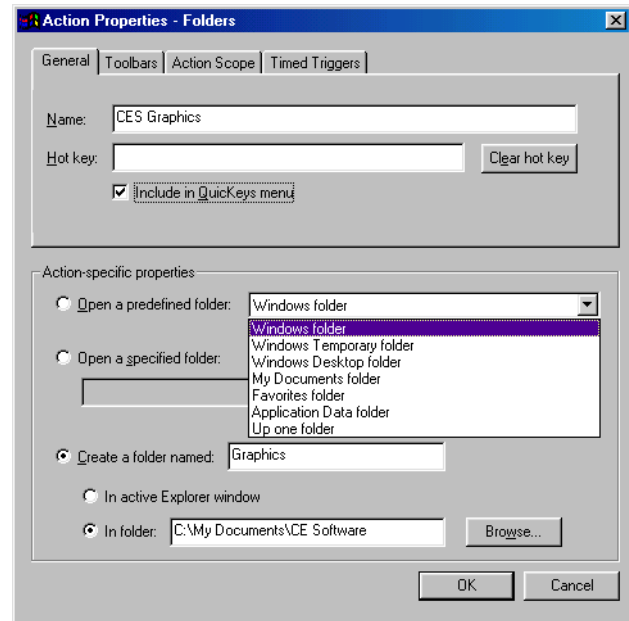 Action Properties - Folders
General Toolbars Action Scope Timed Triggers
Name: CES Graphics
Hot key: Clear hot key
Include in QuicKeys menu
Action-specific properties
Open a predefined folder: Windows folder
Windows folder
Windows Temporary folder
Open a specified folder: Windows Desktop folder
My Documents folder
Favorites folder
Application Data folder
Up one folder
Create a folder named: Graphics
In active Explorer window
In folder: C:\My Documents\CE Software Browse...
OK Cancel